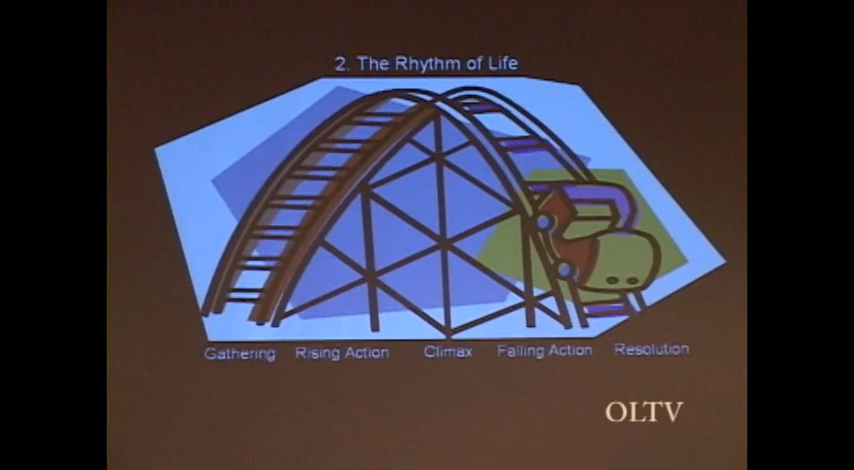 2. The Rhythm of Life
Gathering Rising Action Climax Falling Action Resolution
OLTV